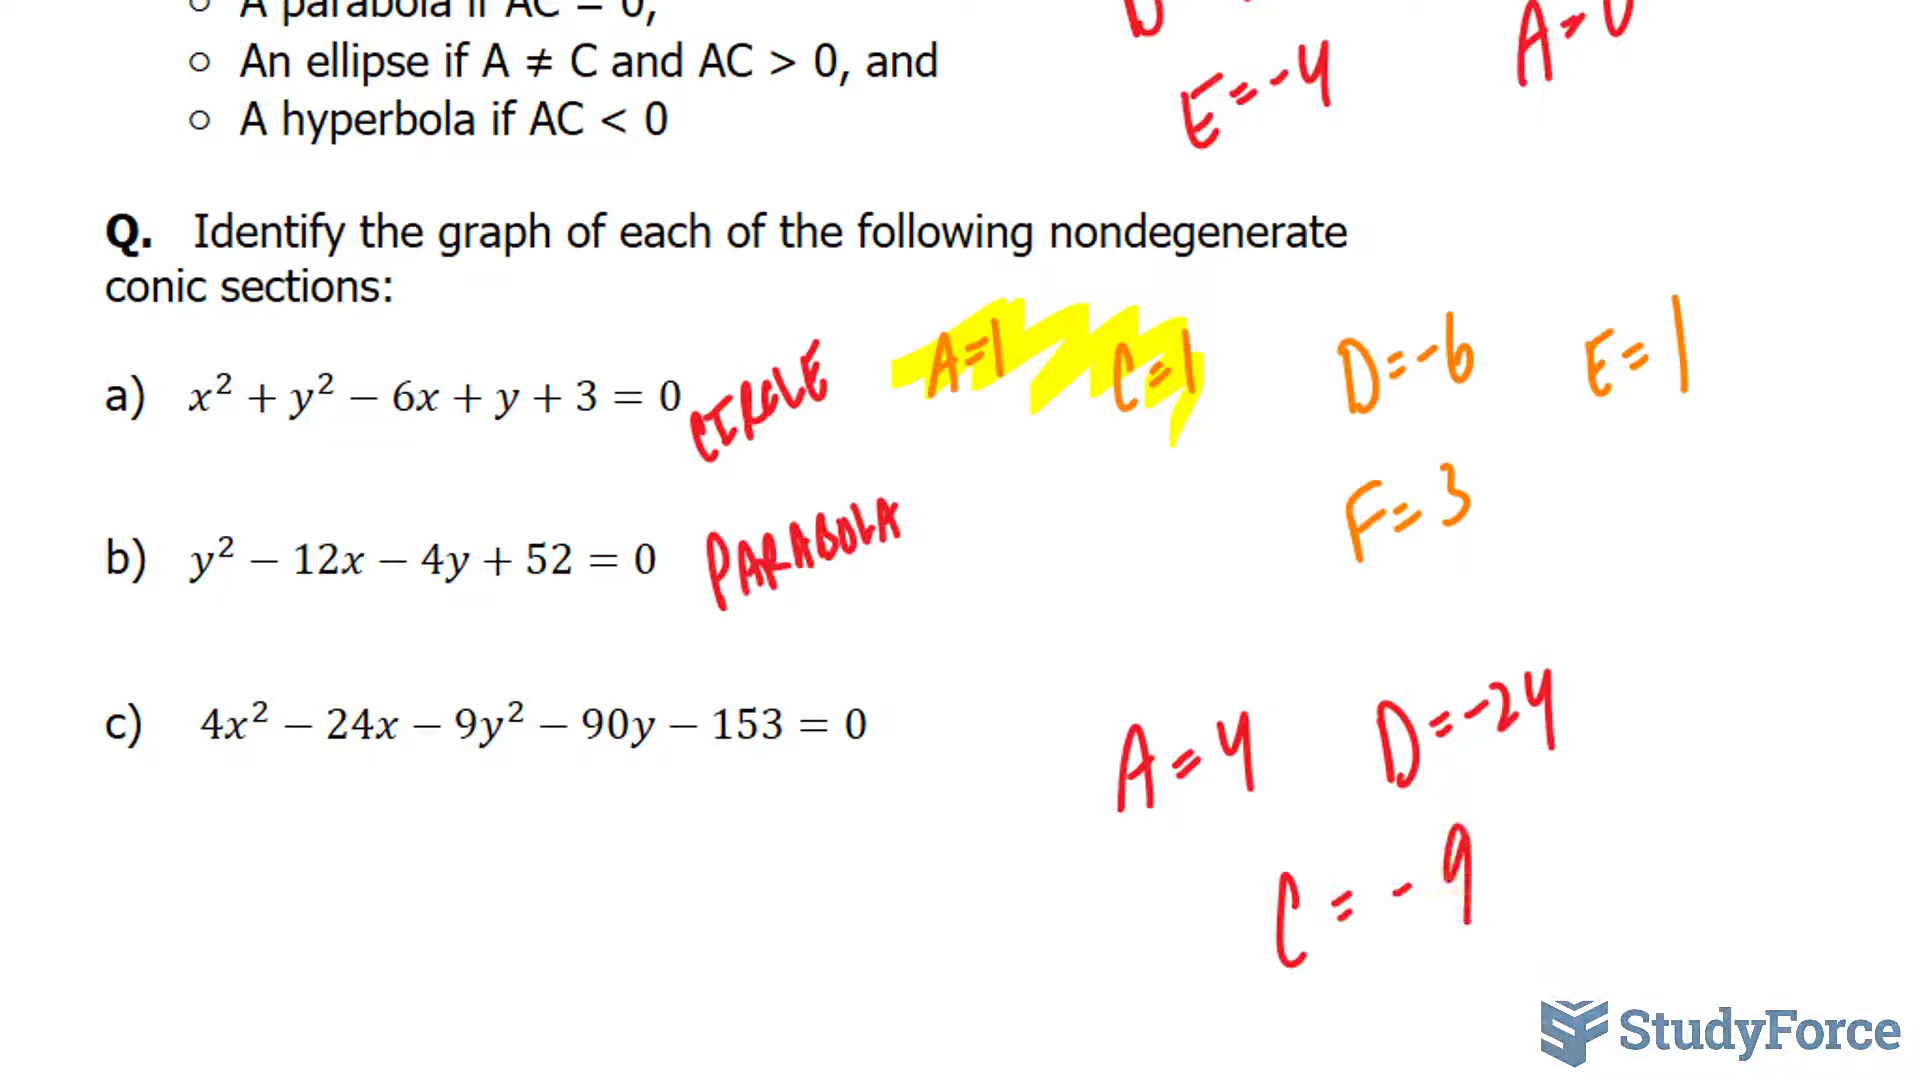 ○ A parabola if AC = 0,
○ An ellipse if A ≠ C and AC > 0, and
○ A hyperbola if AC < 0
E = -4
A = 0
Q. Identify the graph of each of the following nondegenerate
conic sections:
a) x² + y² − 6x + y + 3 = 0 CIRCLE A=1 C=1 D=-6 E=1
F=3
b) y² − 12x − 4y + 52 = 0 PARABOLA
c) 4x² − 24x − 9y² − 90y − 153 = 0 A=4 D=-24
C=-9
StudyForce